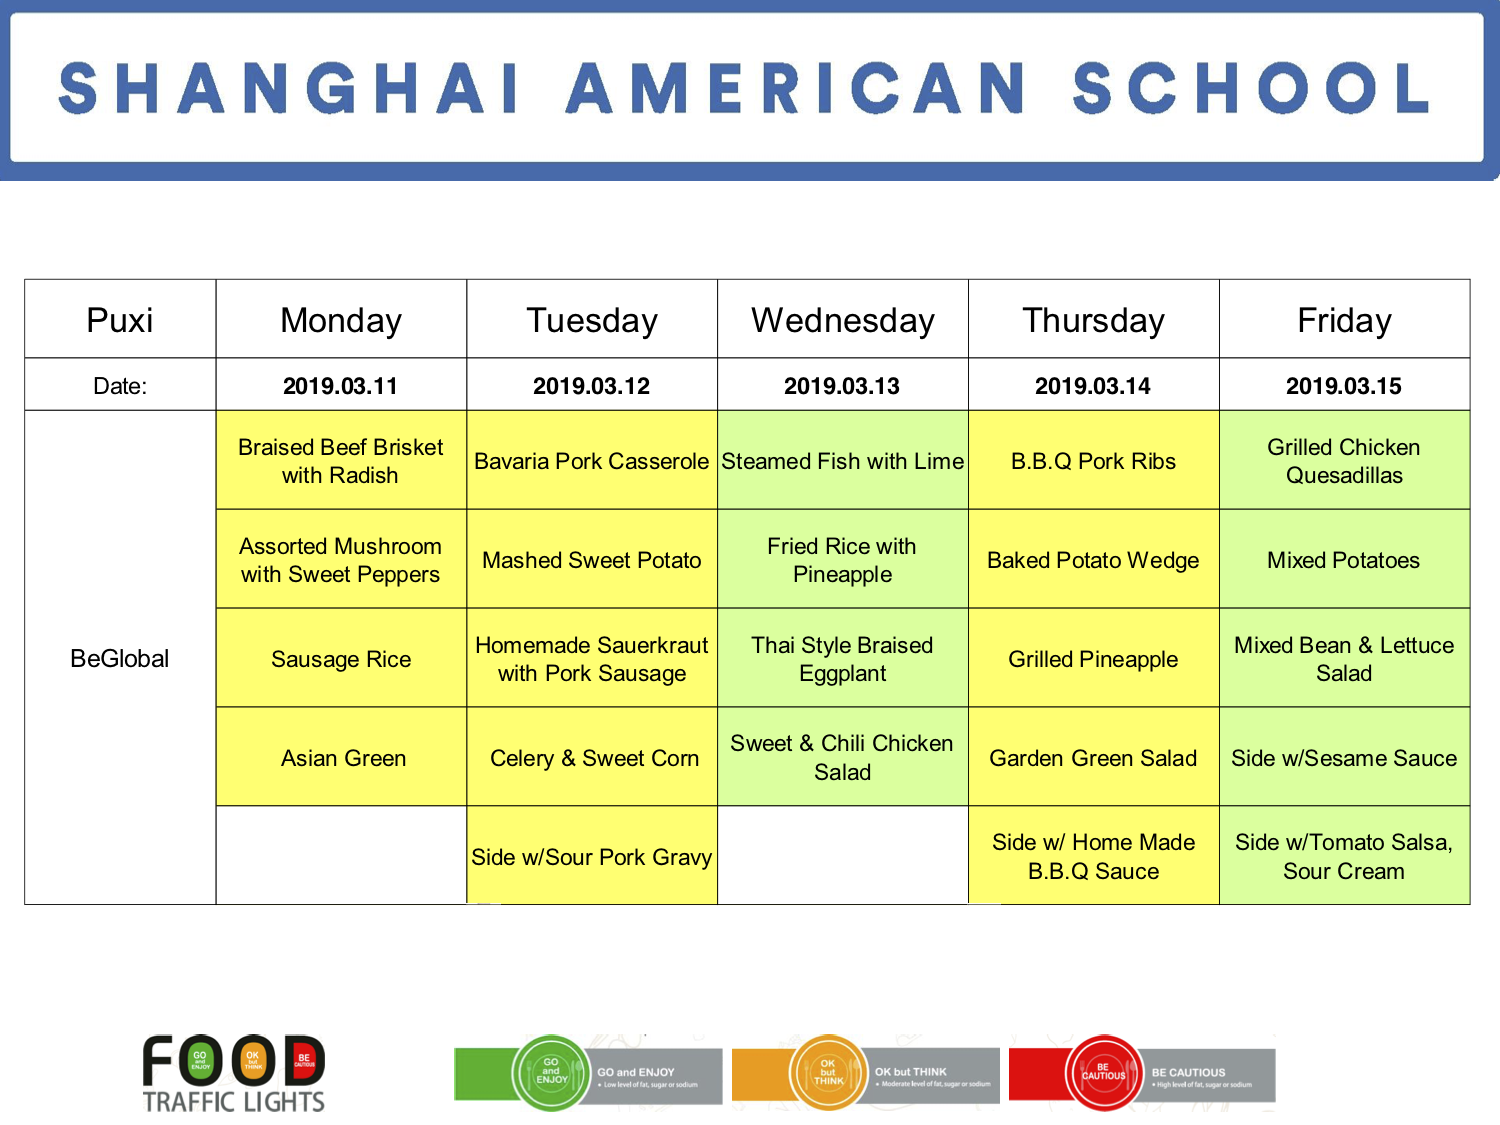 SHANGHAI AMERICAN SCHOOL
Puxi Monday Tuesday Wednesday Thursday Friday
Date: 2019.03.11 2019.03.12 2019.03.13 2019.03.14 2019.03.15
BeGlobal
Braised Beef Brisket
with Radish
Bavaria Pork Casserole
Steamed Fish with Lime
B.B.Q Pork Ribs
Grilled Chicken
Quesadillas
Assorted Mushroom
with Sweet Peppers
Mashed Sweet Potato
Fried Rice with
Pineapple
Baked Potato Wedge
Mixed Potatoes
Sausage Rice
Homemade Sauerkraut
with Pork Sausage
Thai Style Braised
Eggplant
Grilled Pineapple
Mixed Bean & Lettuce
Salad
Asian Green
Celery & Sweet Corn
Sweet & Chili Chicken
Salad
Garden Green Salad
Side w/Sesame Sauce
Side w/Sour Pork Gravy
Side w/ Home Made
B.B.Q Sauce
Side w/Tomato Salsa,
Sour Cream
FOOD
GO
and
ENJOY
OK
but
THINK
BE
CAUTIOUS
TRAFFIC LIGHTS
GO
and
ENJOY
GO and ENJOY
• Low level of fat, sugar or sodium
OK
but
THINK
OK but THINK
• Moderate level of fat, sugar or sodium
BE
CAUTIOUS
BE CAUTIOUS
• High level of fat, sugar or sodium